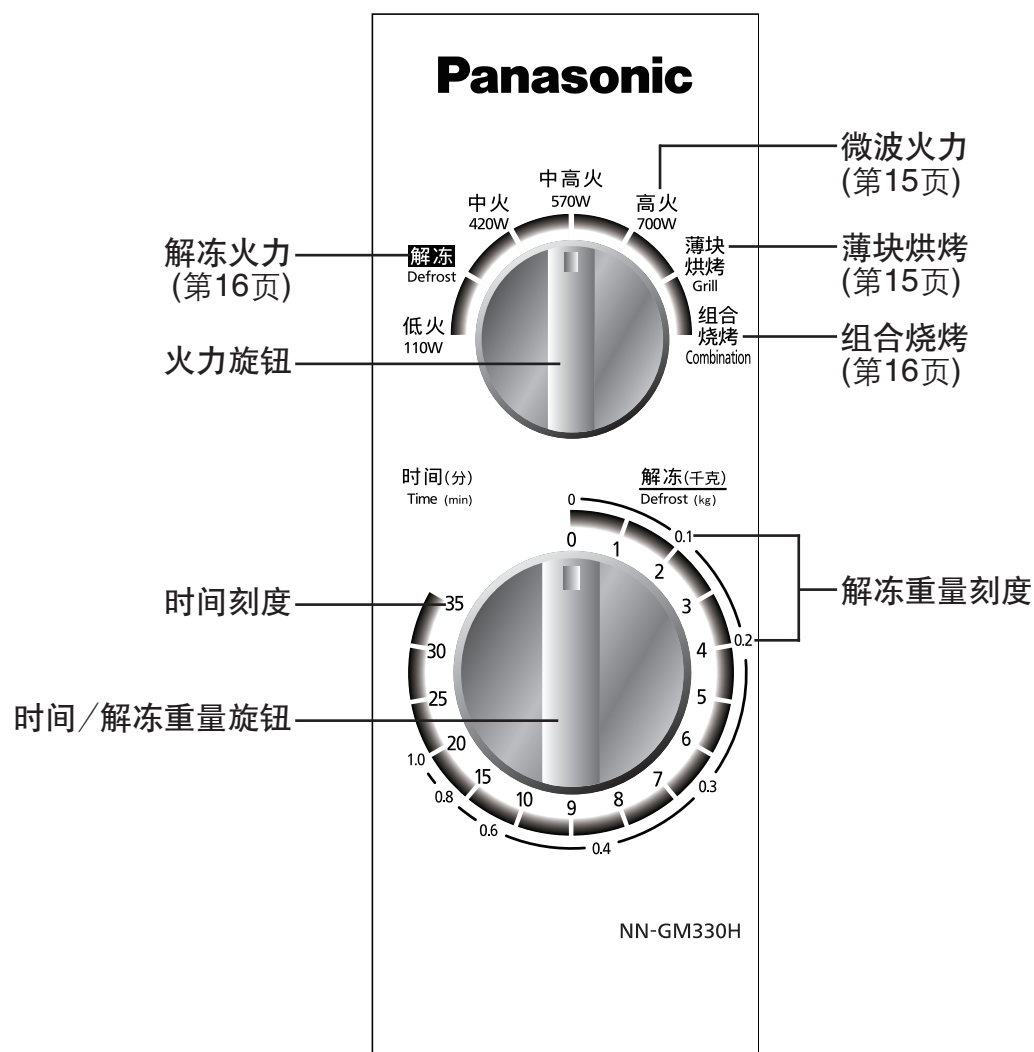 Panasonic
微波火力
(第15页)
中高火
570W
中火
420W
高火
700W
解冻火力
(第16页)
解冻
Defrost
薄块
烘烤
Grill
薄块烘烤
(第15页)
低火
110W
组合
烧烤
Combination
组合烧烤
(第16页)
火力旋钮
时间(分)
Time (min)
解冻(千克)
Defrost (kg)
0
0.1
0.2
0.3
0.4
0.6
0.8
1.0
0
1
2
3
4
5
6
7
8
9
10
15
20
25
30
35
时间刻度
解冻重量刻度
时间/解冻重量旋钮
NN-GM330H